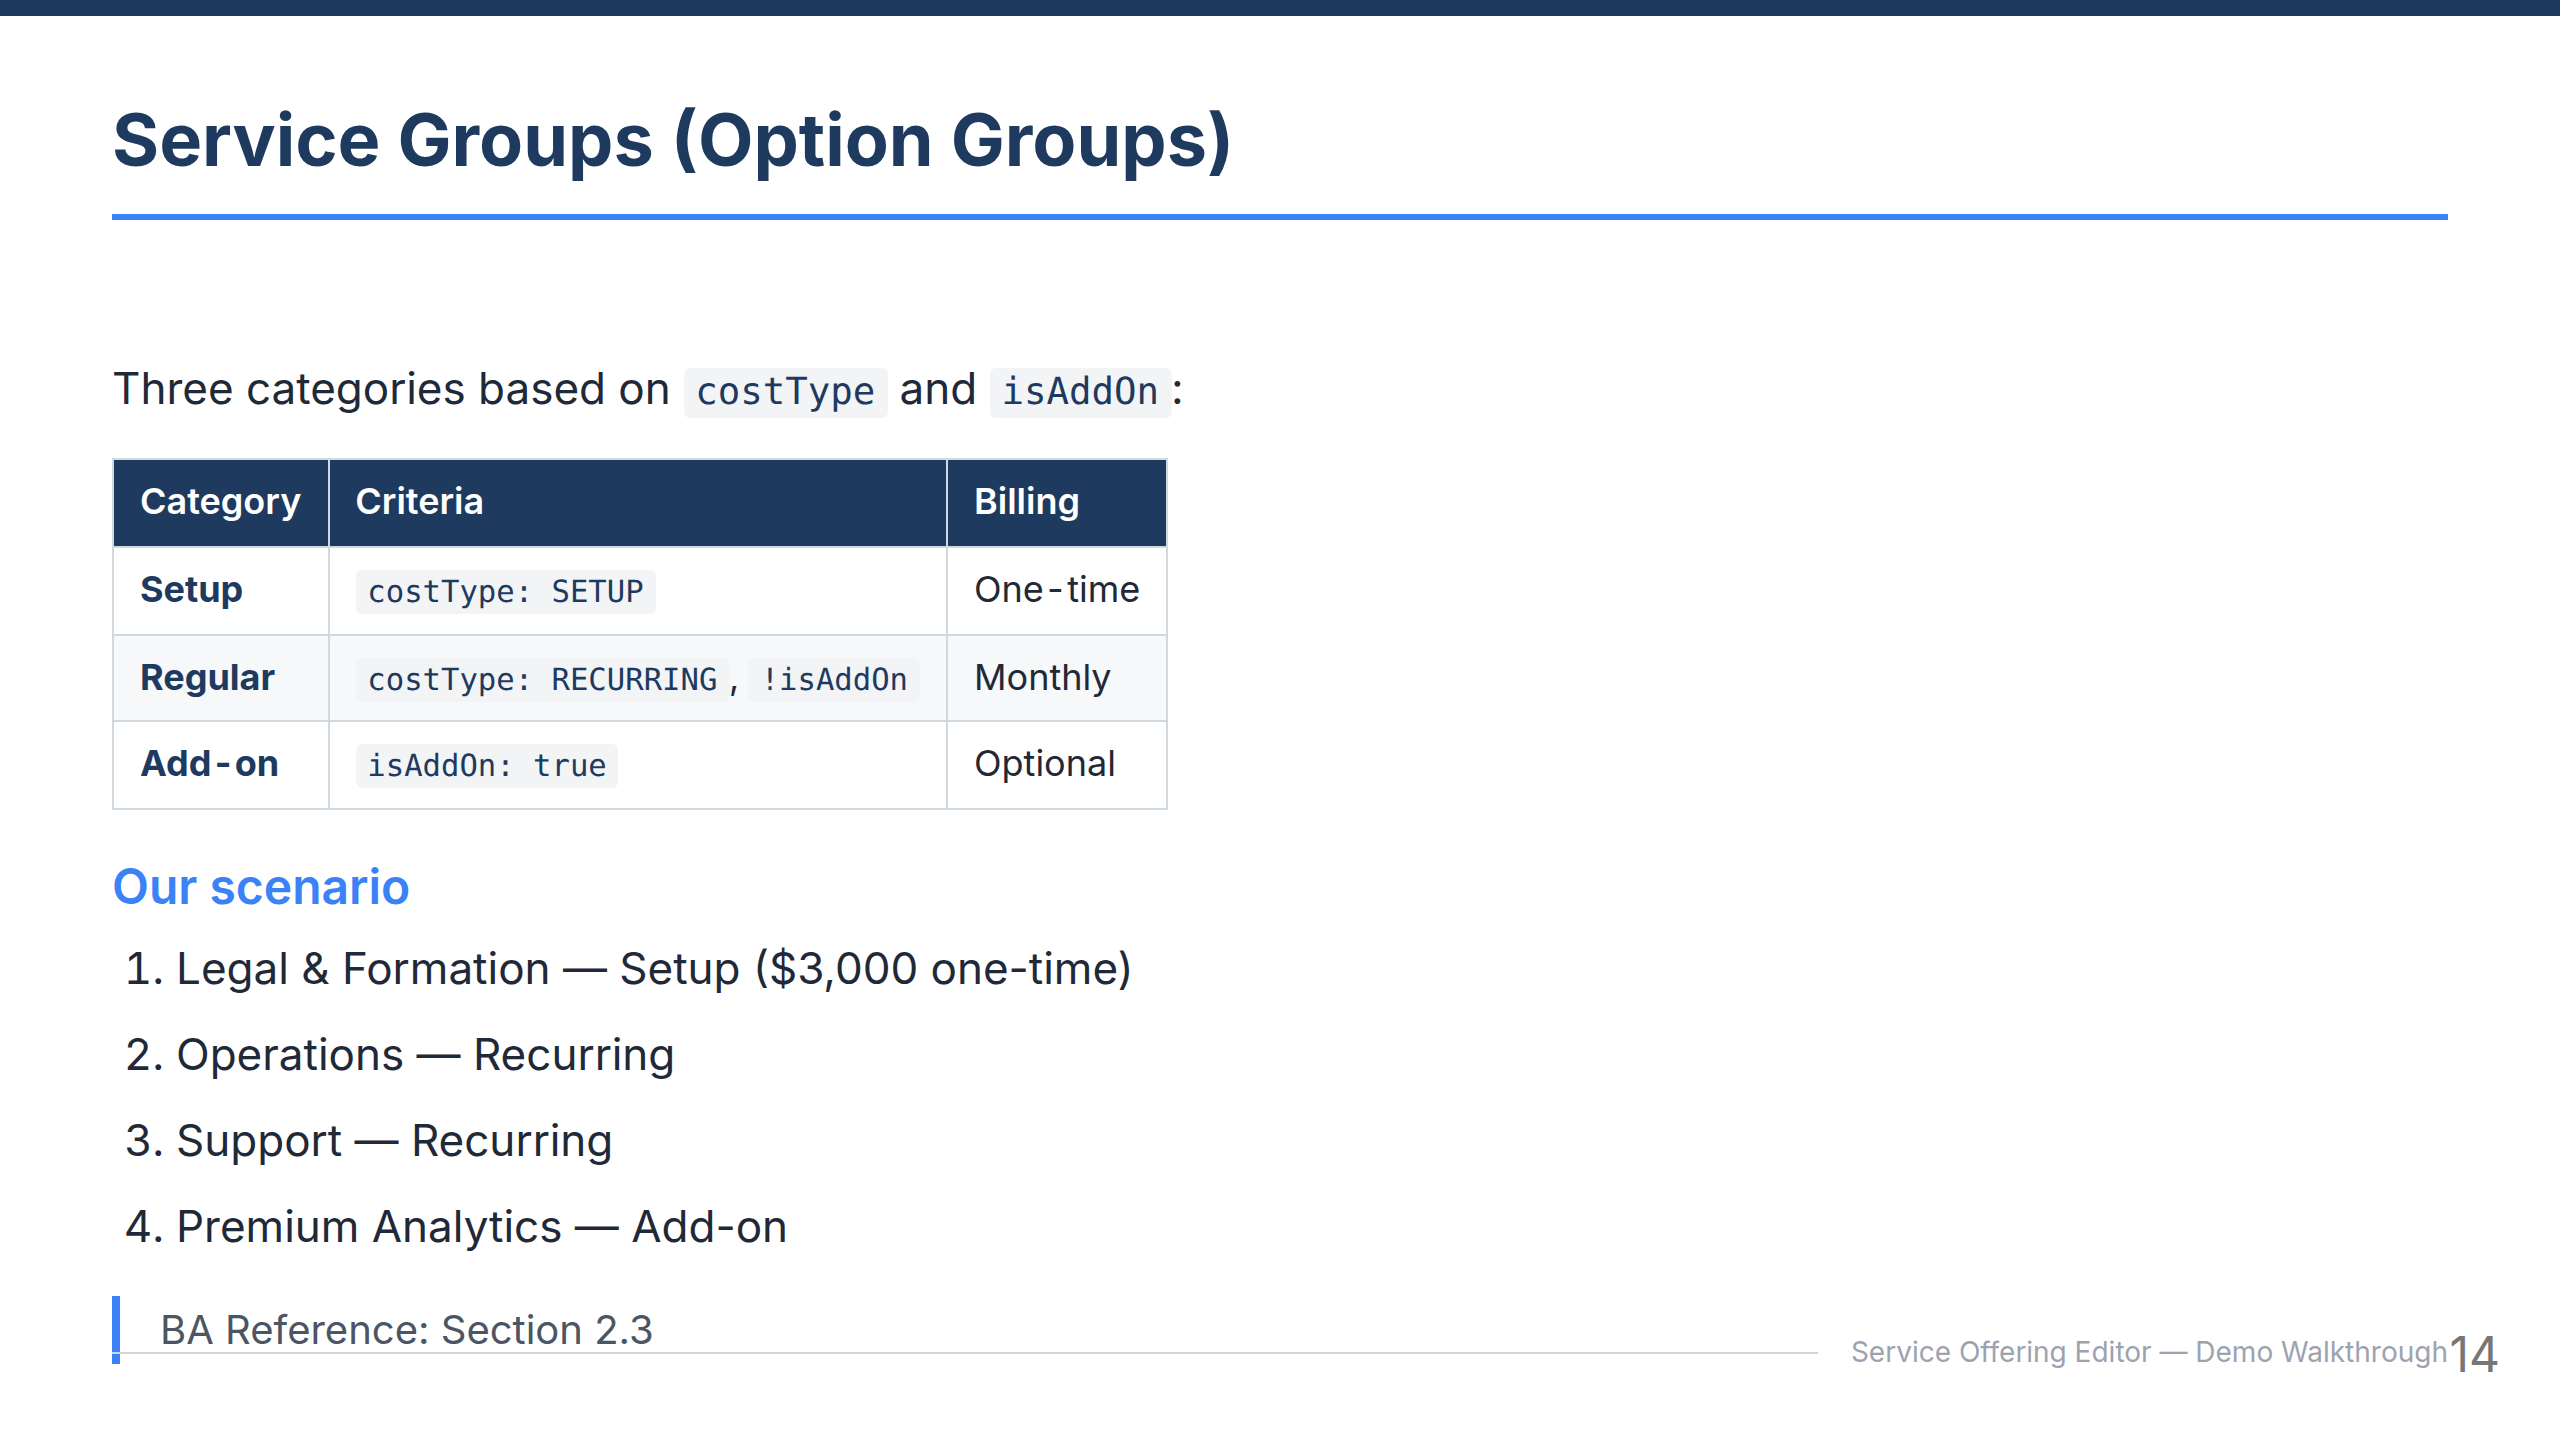 Service Groups (Option Groups)
Three categories based on costType and isAddOn:
Category Criteria Billing
Setup costType: SETUP One-time
Regular costType: RECURRING, !isAddOn Monthly
Add-on isAddOn: true Optional
Our scenario
1. Legal & Formation — Setup ($3,000 one-time)
2. Operations — Recurring
3. Support — Recurring
4. Premium Analytics — Add-on
BA Reference: Section 2.3
Service Offering Editor — Demo Walkthrough 14